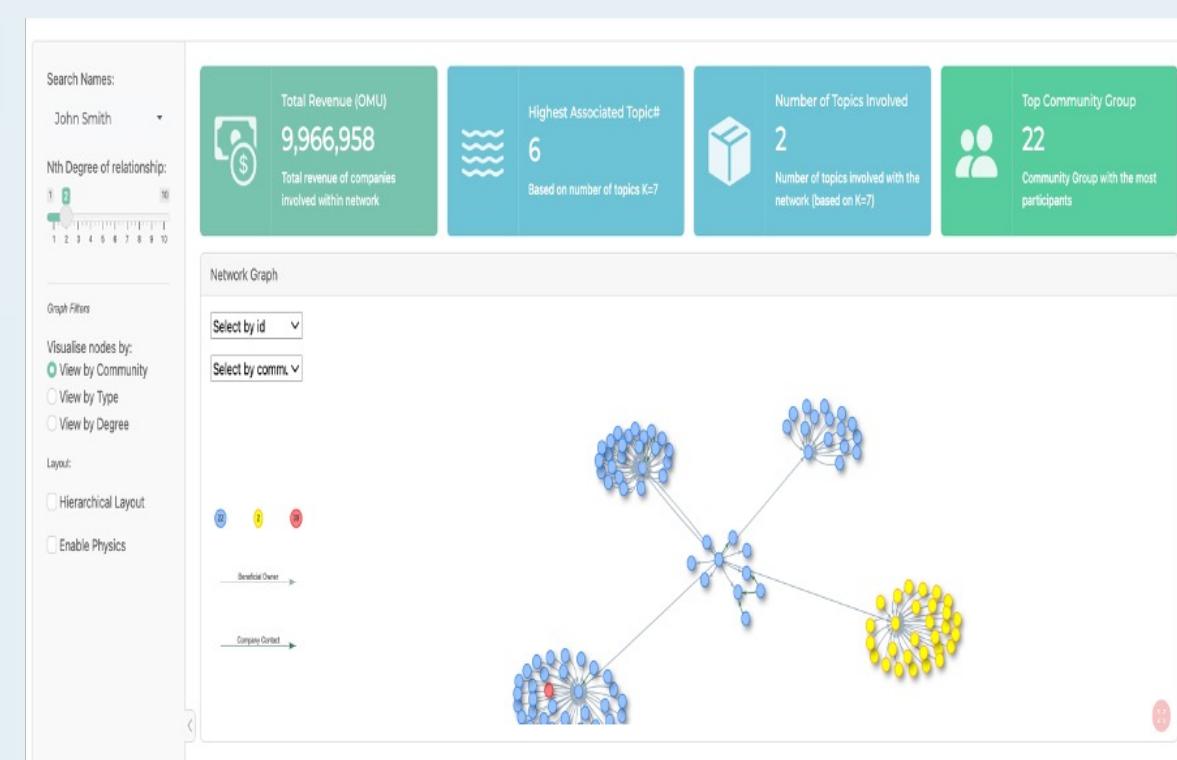 Search Names:
John Smith
Nth Degree of relationship:
1 2 10
1 2 3 4 5 6 7 8 9 10
Graph Filters
Visualise nodes by:
View by Community
View by Type
View by Degree
Layout:
Hierarchical Layout
Enable Physics
Total Revenue (OMU)
9,966,958
Total revenue of companies
involved within network
Highest Associated Topic#
6
Based on number of topics K=7
Number of Topics Involved
2
Number of topics involved with the
network (based on K=7)
Top Community Group
22
Community Group with the most
participants
Network Graph
Select by id
Select by commu
22 2
Beneficial Owner
Company Contact